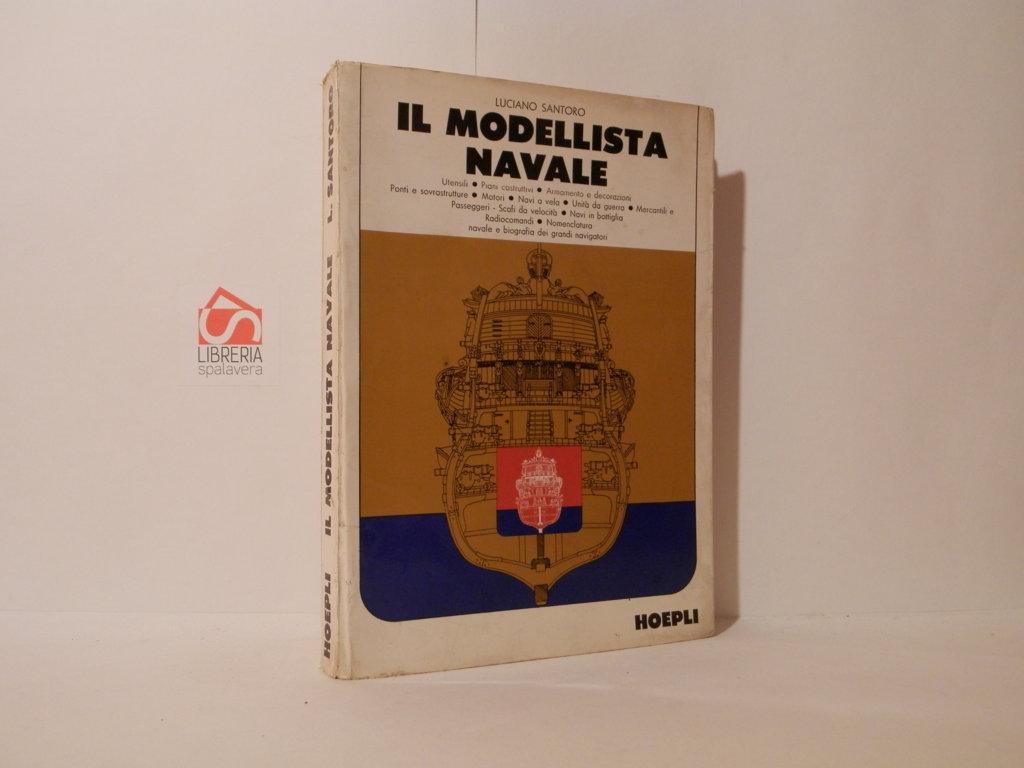 LUCIANO SANTORO
IL MODELLISTA
NAVALE
Utensili ● Piani costruttivi ● Armamento e decorazioni
Ponti e sovrastrutture ● Motori ● Navi a vela ● Unità da guerra ● Mercantili e
Passeggeri - Scafi da velocità ● Navi in bottiglia
Radiocomandi ● Nomenclatura
navale e biografia dei grandi navigatori
HOEPLI
HOEPLI IL MODELLISTA NAVALE L. SANTORO
LIBRERIA
spalavera